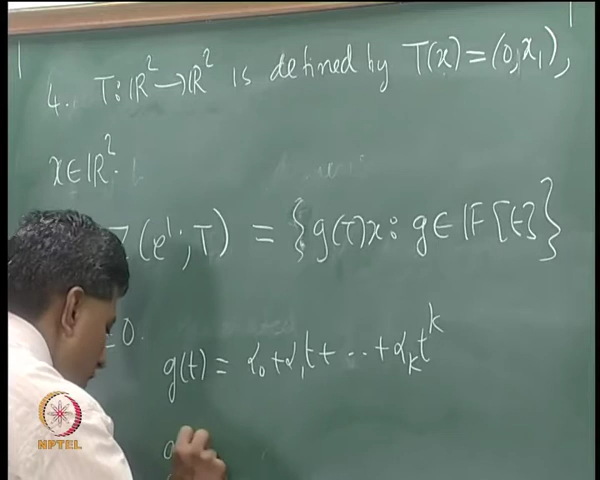 4. T: ℝ² → ℝ² is defined by T(x) = (0, x₁),
x ∈ ℝ².
(e¹; T) = {g(T)x : g ∈ F[t]}
= 0.
g(t) = α₀ + α₁t + ... + αₖtᵏ
NPTEL